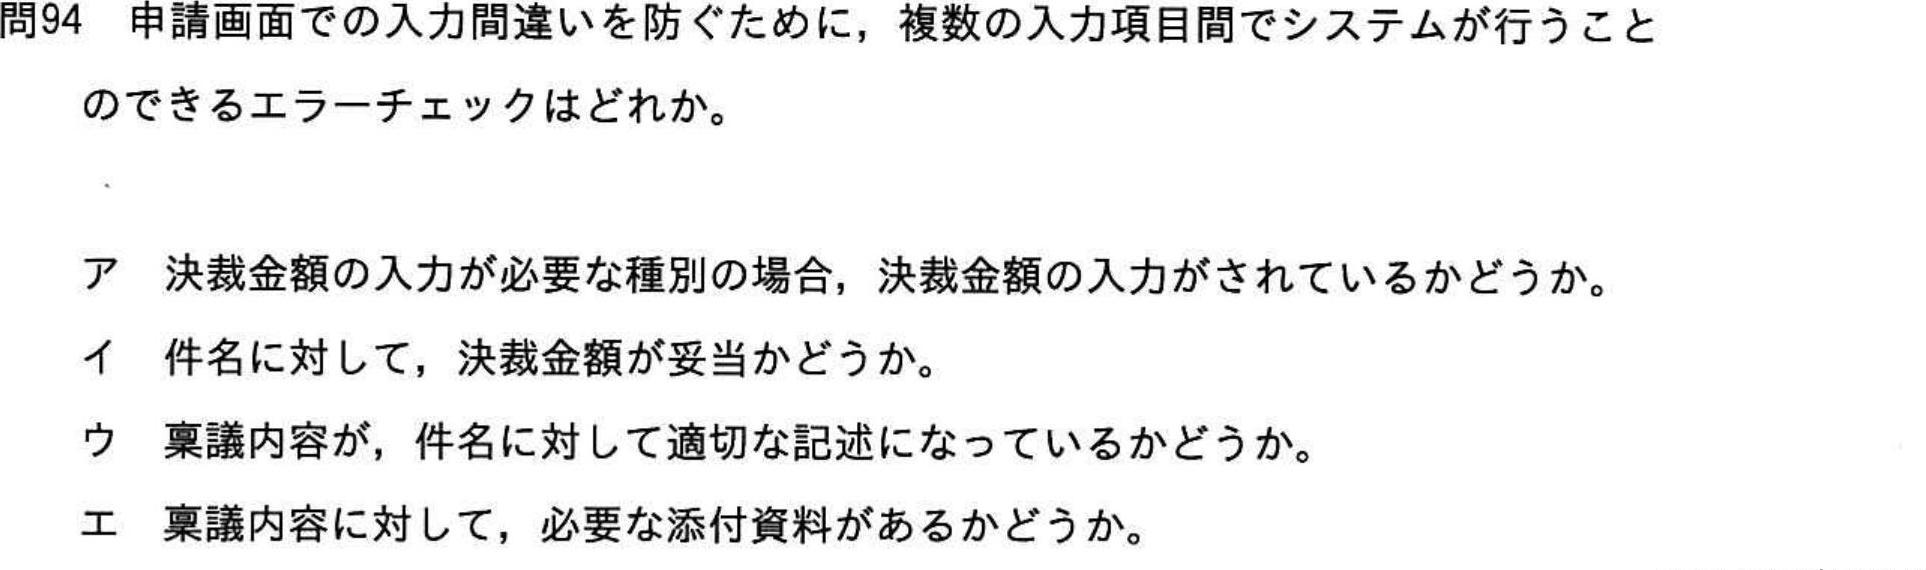 問94 申請画面での入力間違いを防ぐために，複数の入力項目間でシステムが行うこと
のできるエラーチェックはどれか。
ア 決裁金額の入力が必要な種別の場合，決裁金額の入力がされているかどうか。
イ 件名に対して，決裁金額が妥当かどうか。
ウ 稟議内容が，件名に対して適切な記述になっているかどうか。
エ 稟議内容に対して，必要な添付資料があるかどうか。